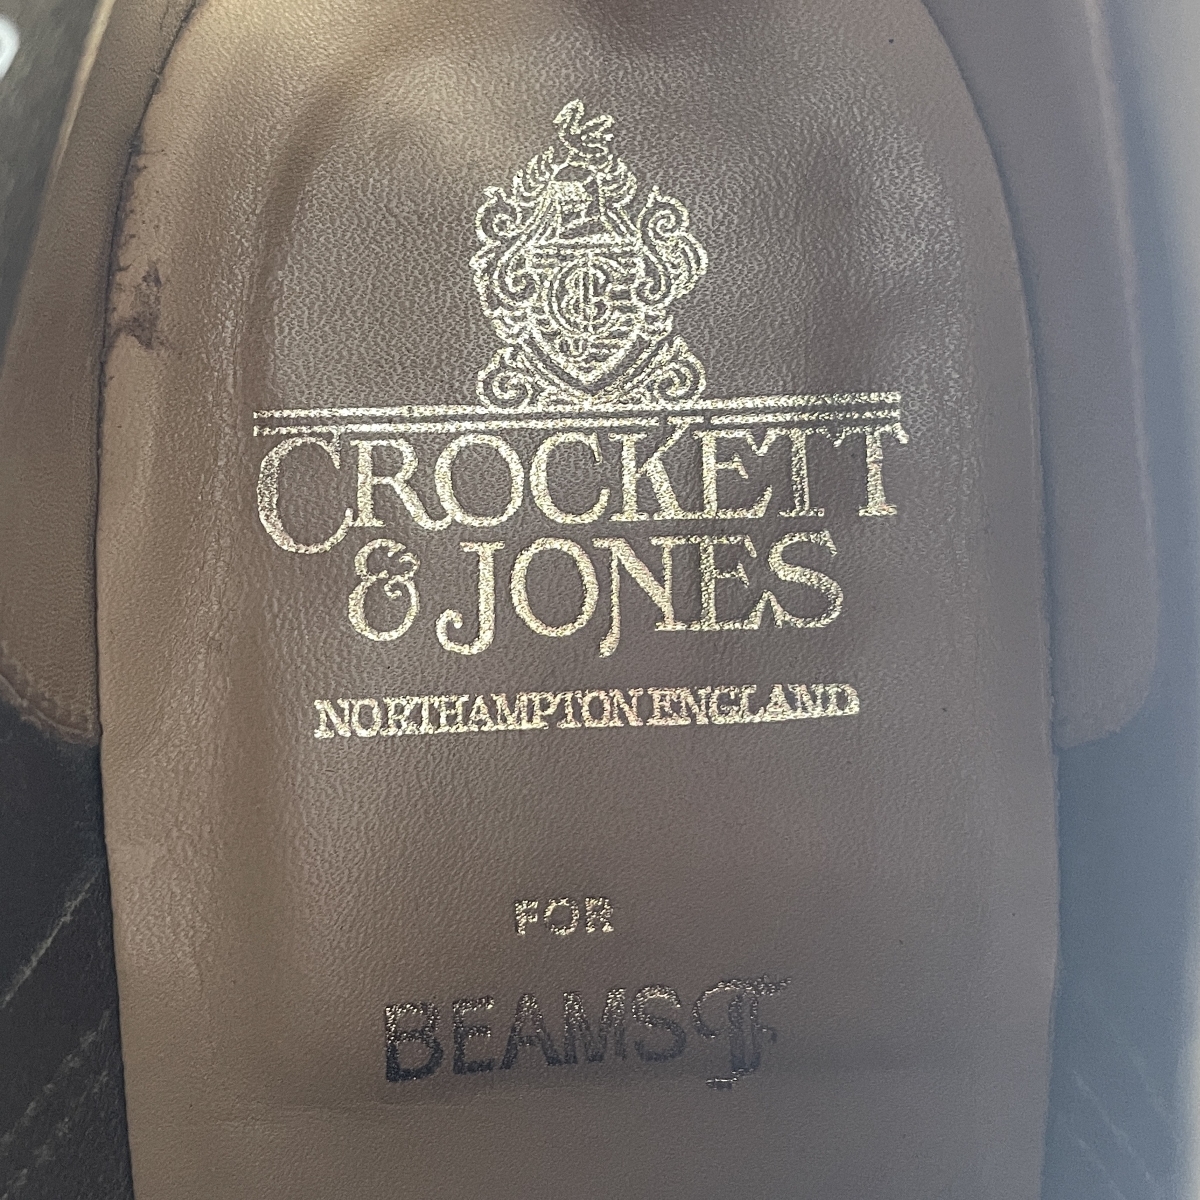 CROCKETT
& JONES
NORTHAMPTON ENGLAND
FOR
BEAMS F